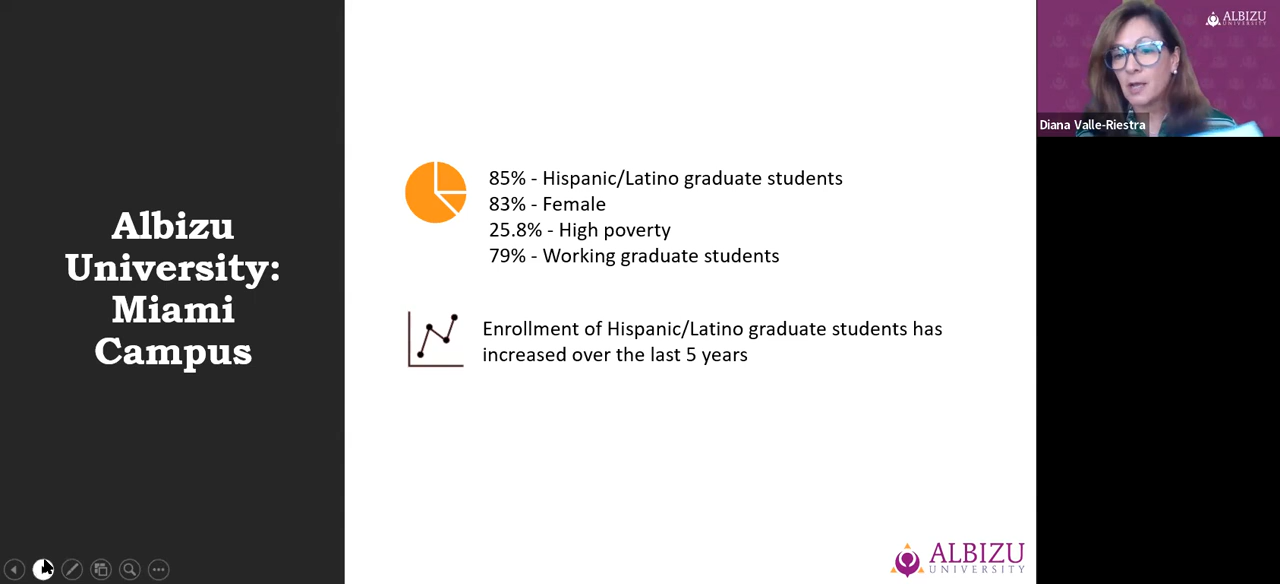 Albizu
University:
Miami
Campus
85% - Hispanic/Latino graduate students
83% - Female
25.8% - High poverty
79% - Working graduate students
Enrollment of Hispanic/Latino graduate students has
increased over the last 5 years
ALBIZU
UNIVERSITY
ALBIZU
UNIVERSITY
Diana Valle-Riestra